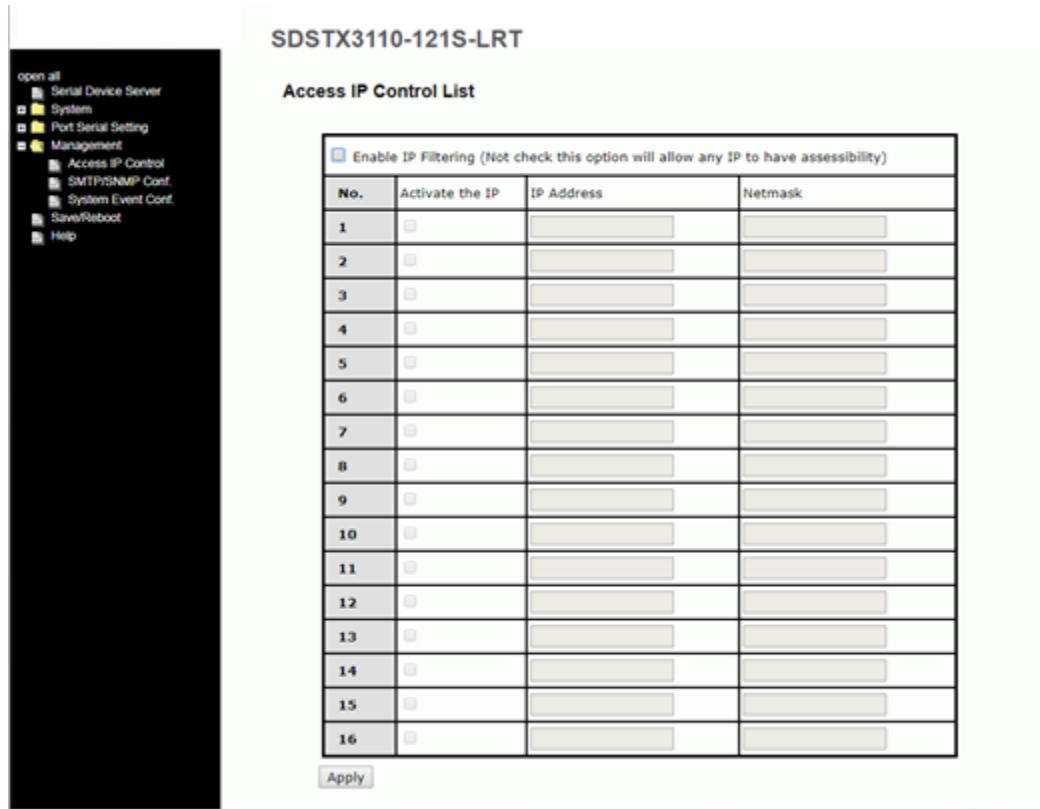 SDSTX3110-121S-LRT
open all
Serial Device Server
System
Port Serial Setting
Management
Access IP Control
SMTP/SNMP Conf.
System Event Conf.
Save/Reboot
Help
Access IP Control List
Enable IP Filtering (Not check this option will allow any IP to have assessibility)
No. Activate the IP IP Address Netmask
1
2
3
4
5
6
7
8
9
10
11
12
13
14
15
16
Apply